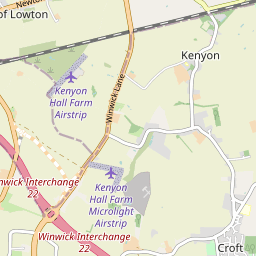 Newto
of Lowton
Kenyon
Kenyon
Hall Farm
Airstrip
Winwick Lane
Winwick Interchange
22
Kenyon
Hall Farm
Microlight
Airstrip
Winwick Interchange
22
Croft